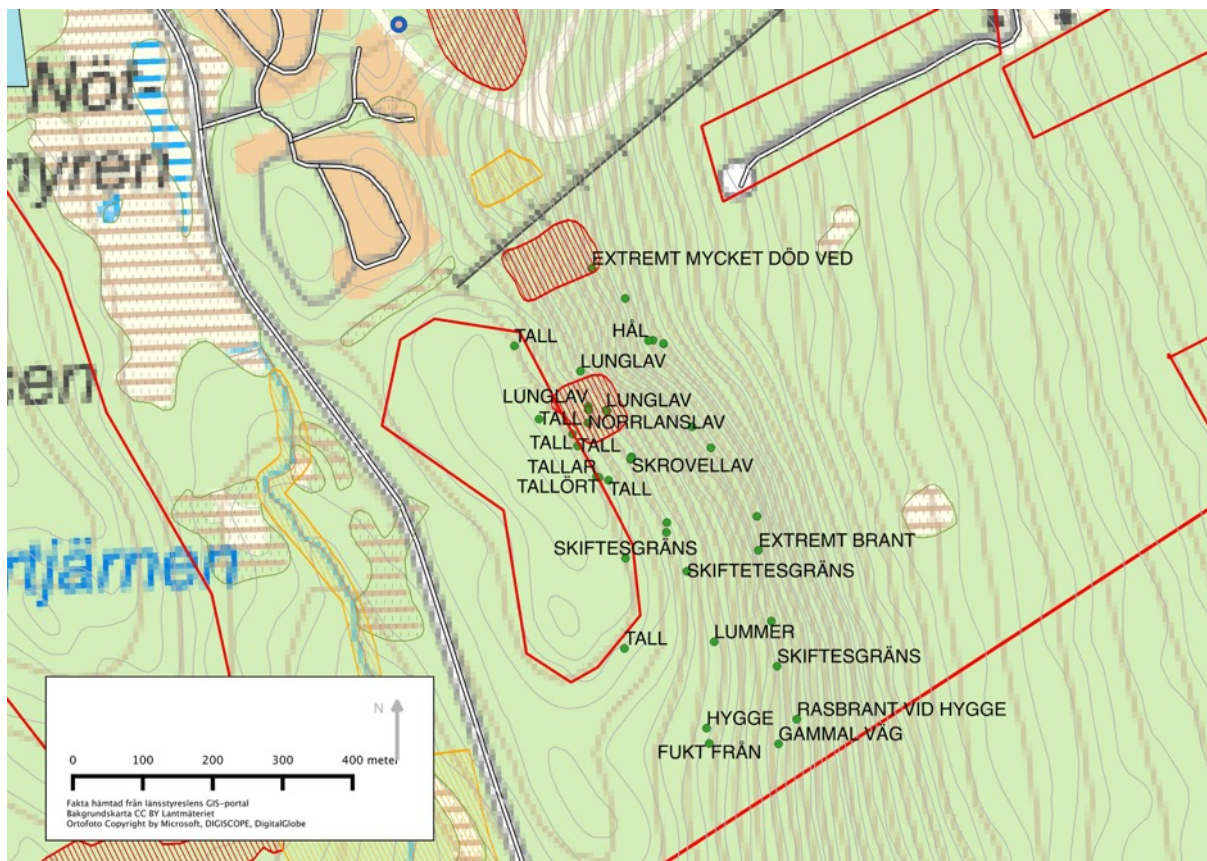 Nöt-
myren
EXTREMT MYCKET DÖD VED
TALL
HÅL
LUNGLAV
sen
LUNGLAV
LUNGLAV
TALL
NORRLANSLAV
TALL
TALL
TALLAR
SKROVELLAV
TALLÖRT
TALL
EXTREMT BRANT
SKIFTESGRÄNS
tjärnen
SKIFTETESGRÄNS
TALL
LUMMER
SKIFTESGRÄNS
RASBRANT VID HYGGE
HYGGE
GAMMAL VÄG
FUKT FRÅN
N
0 100 200 300 400 meter
Fakta hämtad från länsstyreslens GIS-portal
Bakgrundskarta CC BY Lantmäteriet
Ortofoto Copyright by Microsoft, DIGISCOPE, DigitalGlobe